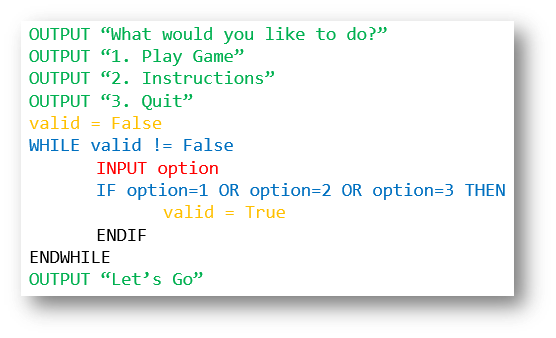 OUTPUT “What would you like to do?”
OUTPUT “1. Play Game”
OUTPUT “2. Instructions”
OUTPUT “3. Quit”
valid = False
WHILE valid != False
INPUT option
IF option=1 OR option=2 OR option=3 THEN
valid = True
ENDIF
ENDWHILE
OUTPUT “Let’s Go”